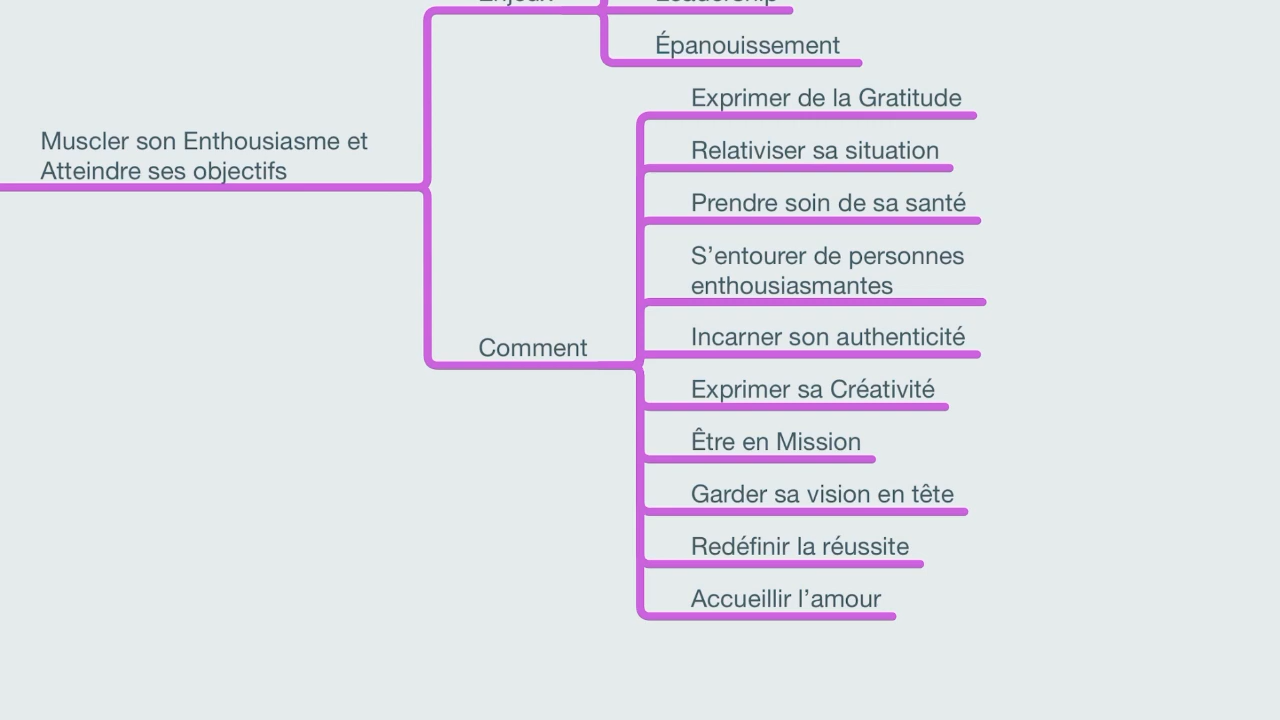 Enjeux
Leadership
Épanouissement
Muscler son Enthousiasme et
Atteindre ses objectifs
Comment
Exprimer de la Gratitude
Relativiser sa situation
Prendre soin de sa santé
S’entourer de personnes
enthousiasmantes
Incarner son authenticité
Exprimer sa Créativité
Être en Mission
Garder sa vision en tête
Redéfinir la réussite
Accueillir l’amour